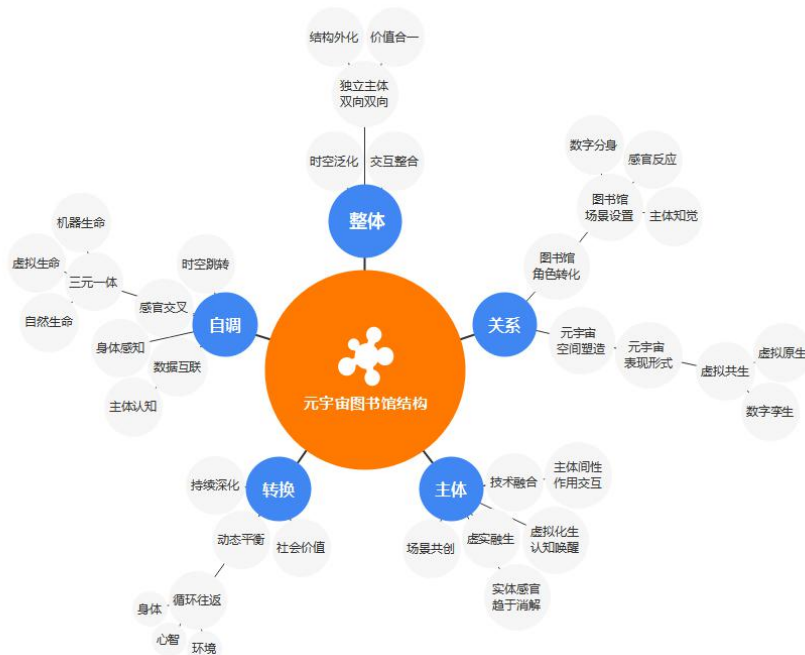 结构外化
价值合一
独立主体
双向双向
时空泛化
交互整合
整体
数字分身
感官反应
图书馆
场景设置
主体知觉
图书馆
角色转化
关系
元宇宙
空间塑造
元宇宙
表现形式
虚拟共生
虚拟原生
数字孪生
机器生命
虚拟生命
三元一体
自然生命
时空跳转
感官交叉
自调
身体感知
数据互联
主体认知
元宇宙图书馆结构
持续深化
转换
动态平衡
社会价值
循环往返
身体
心智
环境
主体
技术融合
主体间性
作用交互
场景共创
虚实融生
虚拟化生
认知唤醒
实体感官
趋于消解